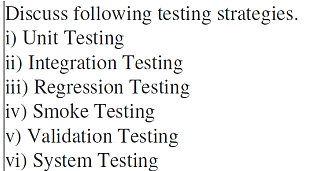 Discuss following testing strategies.
i) Unit Testing
ii) Integration Testing
iii) Regression Testing
iv) Smoke Testing
v) Validation Testing
vi) System Testing